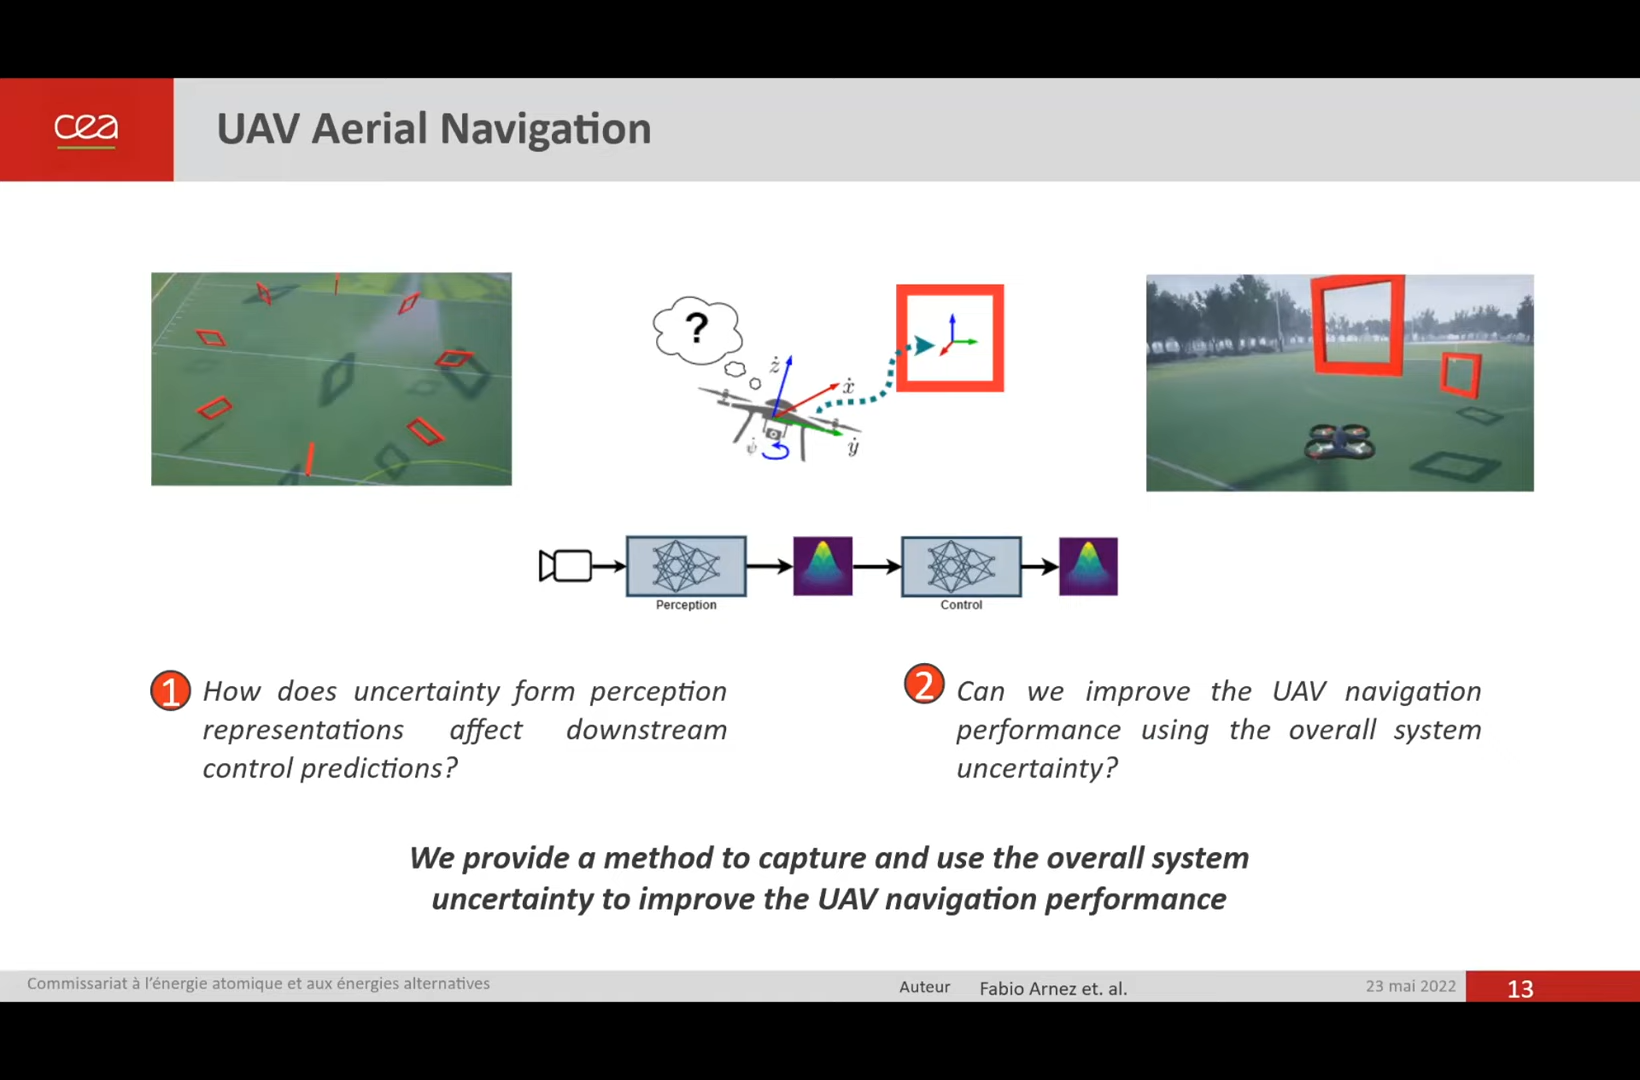 cea
UAV Aerial Navigation
?
ż
ẋ
ẏ
ψ̇
Perception
Control
1
How does uncertainty form perception
representations affect downstream
control predictions?
2
Can we improve the UAV navigation
performance using the overall system
uncertainty?
We provide a method to capture and use the overall system
uncertainty to improve the UAV navigation performance
Commissariat à l’énergie atomique et aux énergies alternatives
Auteur Fabio Arnez et. al.
23 mai 2022
13